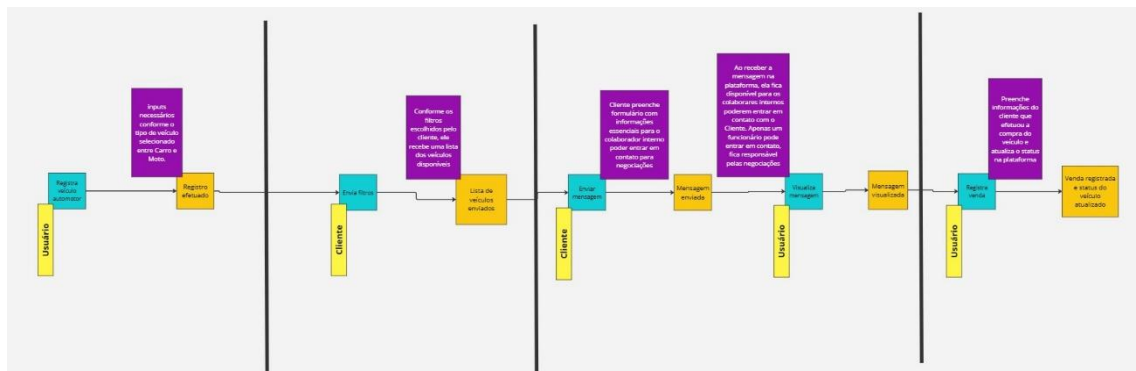 inputs
necessários
conforme o
tipo de veículo
selecionado
entre Carro e
Moto.
Registra
veículo
automotor
Registro
efetuado
Usuário
Conforme os
filtros
escolhidos pelo
cliente, ele
recebe uma lista
dos veículos
disponíveis
Envia filtros
Lista de
veículos
enviados
Cliente
Cliente preenche
formulário com
informações
essenciais para o
colaborador interno
poder entrar em
contato para
negociações
Enviar
mensagem
Mensagem
enviada
Cliente
Ao receber a
mensagem na
plataforma, ela fica
disponível para os
colaborares internos
poderem entrar em
contato com o
Cliente. Apenas um
funcionário pode
entrar em contato,
fica responsável
pelas negociações
Visualiza
mensagem
Mensagem
visualizada
Usuário
Preenche
informações do
cliente que
efetuou a
compra do
veículo e
atualiza o status
na plataforma
Registra
venda
Venda registrada
e status do
veículo
atualizado
Usuário